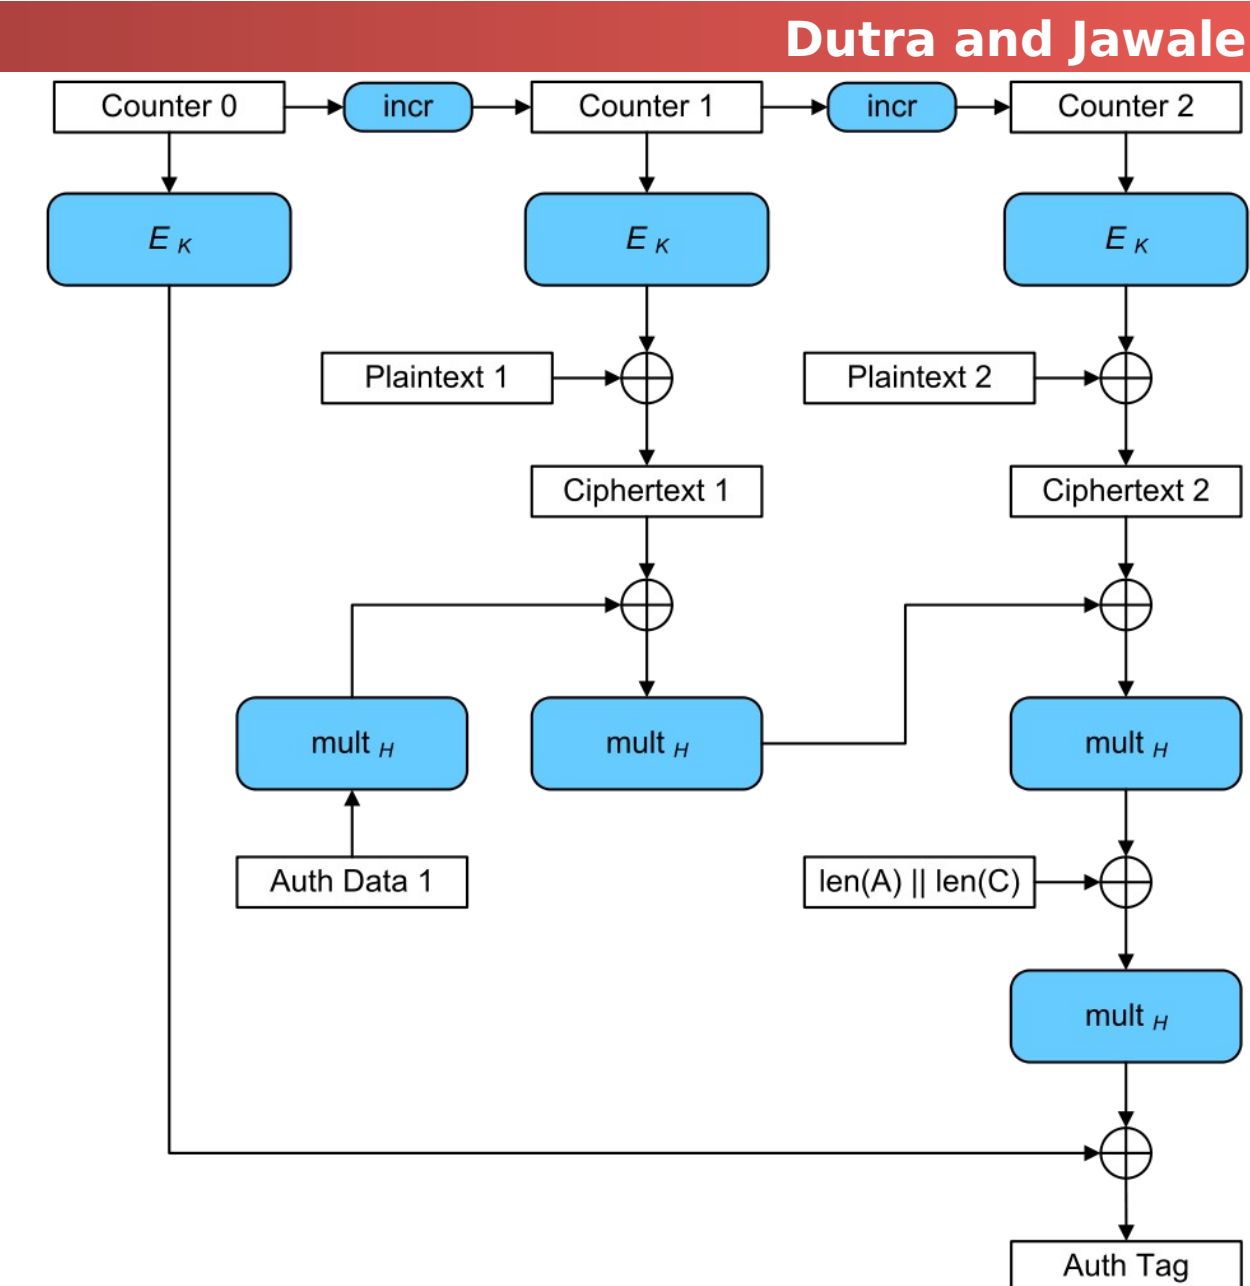 Dutra and Jawale
Counter 0
incr
Counter 1
incr
Counter 2
E K
E K
E K
Plaintext 1
Plaintext 2
Ciphertext 1
Ciphertext 2
mult H
mult H
mult H
Auth Data 1
len(A) || len(C)
mult H
Auth Tag